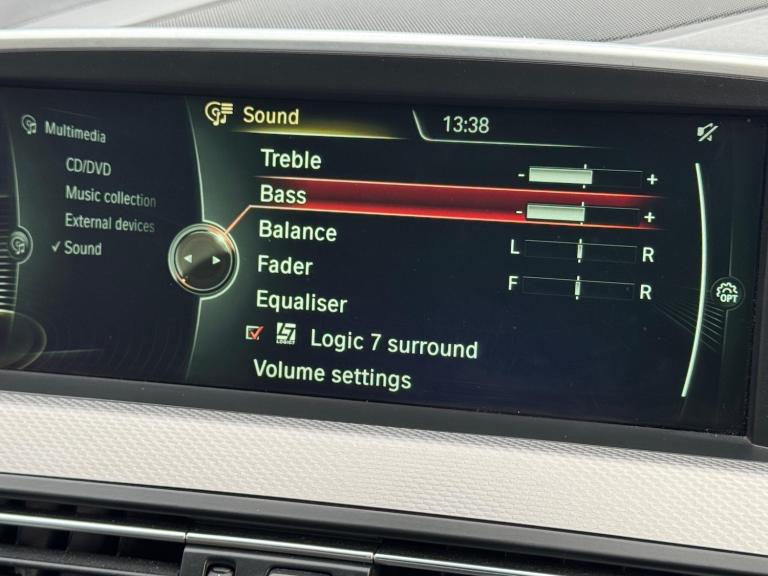 Multimedia
CD/DVD
Music collection
External devices
✓ Sound
Sound
13:38
Treble - +
Bass - +
Balance L R
Fader F R
Equaliser
LOGIC7 Logic 7 surround
Volume settings
OPT